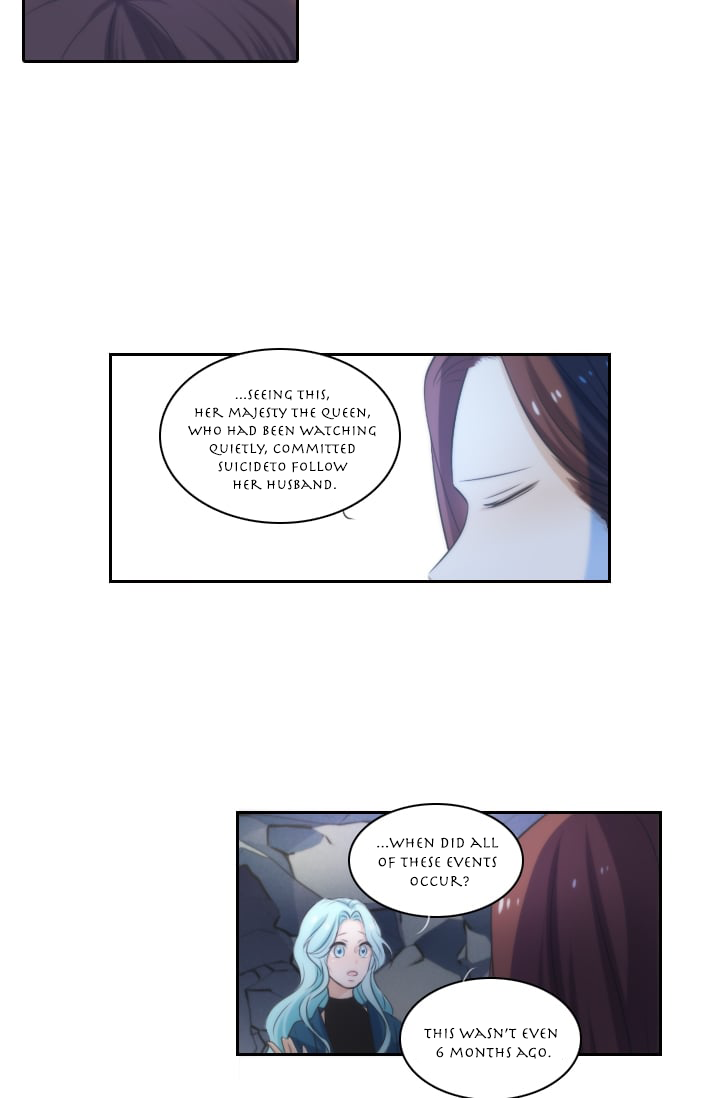 ...SEEING THIS,
HER MAJESTY THE QUEEN,
WHO HAD BEEN WATCHING
QUIETLY, COMMITTED
SUICIDETO FOLLOW
HER HUSBAND.
...WHEN DID ALL
OF THESE EVENTS
OCCUR?
THIS WASN'T EVEN
6 MONTHS AGO.